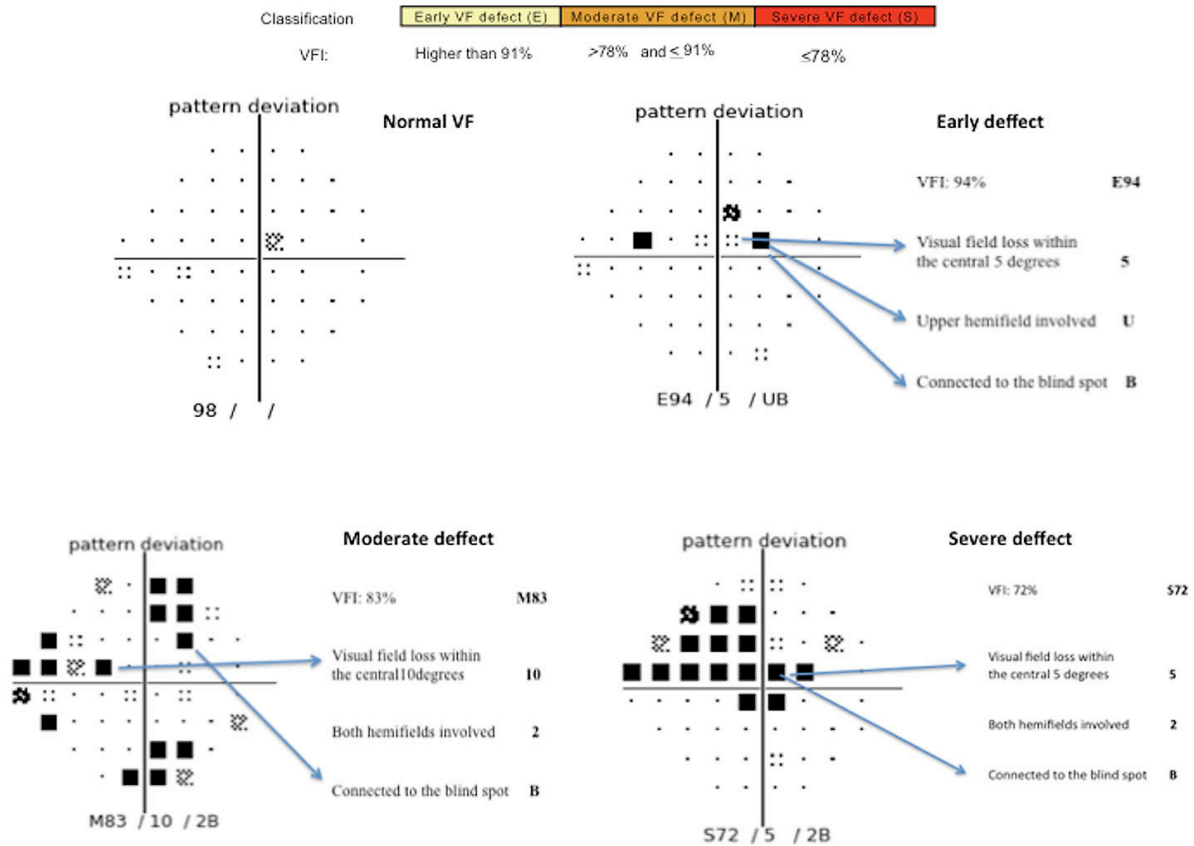 Classification Early VF defect (E) Moderate VF defect (M) Severe VF defect (S)
VFI: Higher than 91% >78% and ≤91% ≤78%
pattern deviation
Normal VF
98 / /
pattern deviation
Early deffect
VFI: 94% E94
Visual field loss within
the central 5 degrees 5
Upper hemifield involved U
Connected to the blind spot B
E94 / 5 / UB
pattern deviation
Moderate deffect
VFI: 83% M83
Visual field loss within
the central10degrees 10
Both hemifields involved 2
Connected to the blind spot B
M83 / 10 / 2B
pattern deviation
Severe deffect
VFI: 72% S72
Visual field loss within
the central 5 degrees 5
Both hemifields involved 2
Connected to the blind spot B
S72 / 5 / 2B